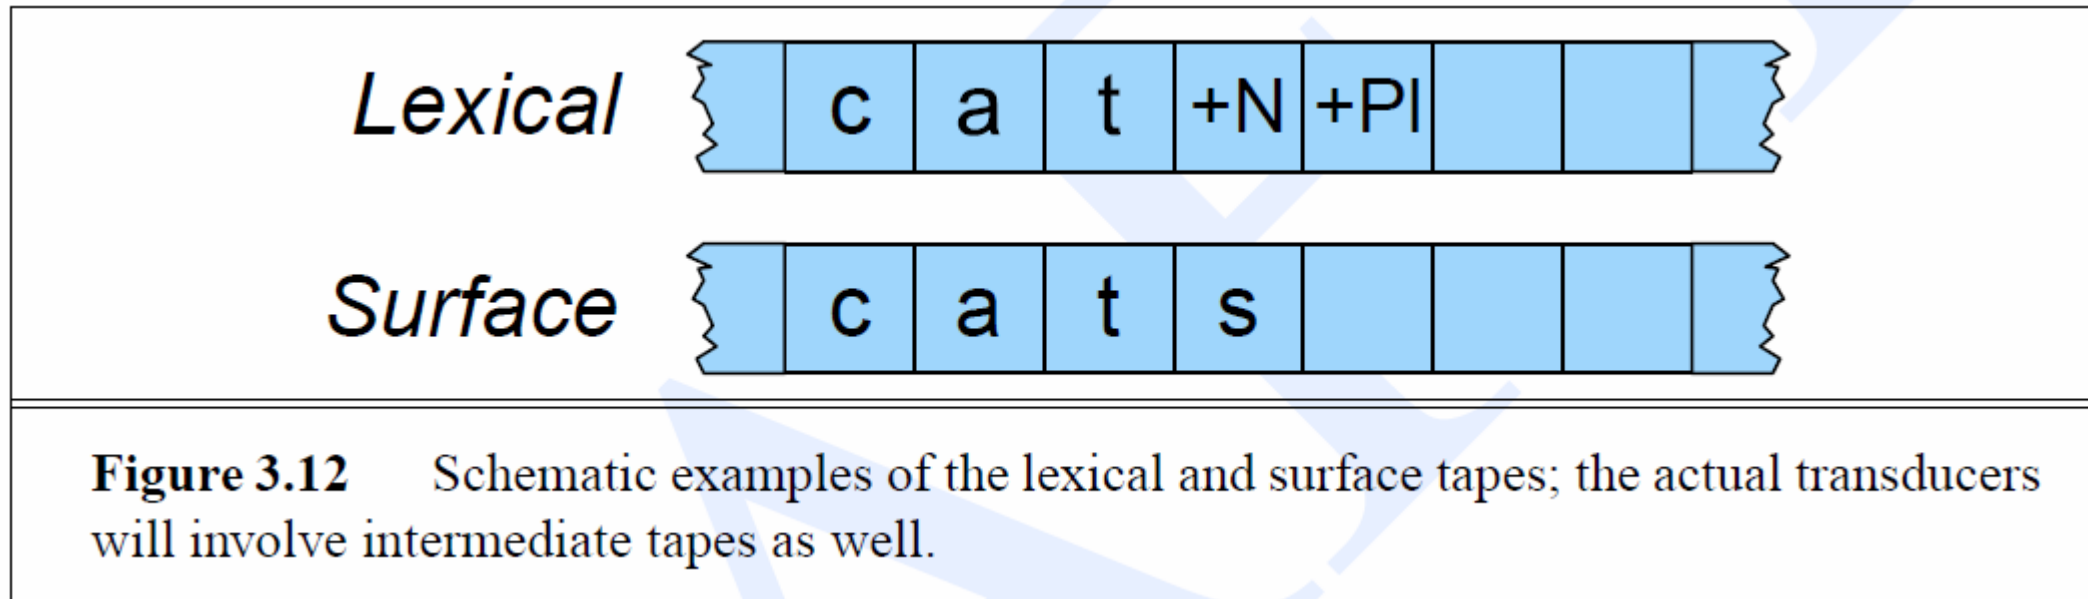 Lexical c a t +N +Pl
Surface c a t s
Figure 3.12 Schematic examples of the lexical and surface tapes; the actual transducers
will involve intermediate tapes as well.